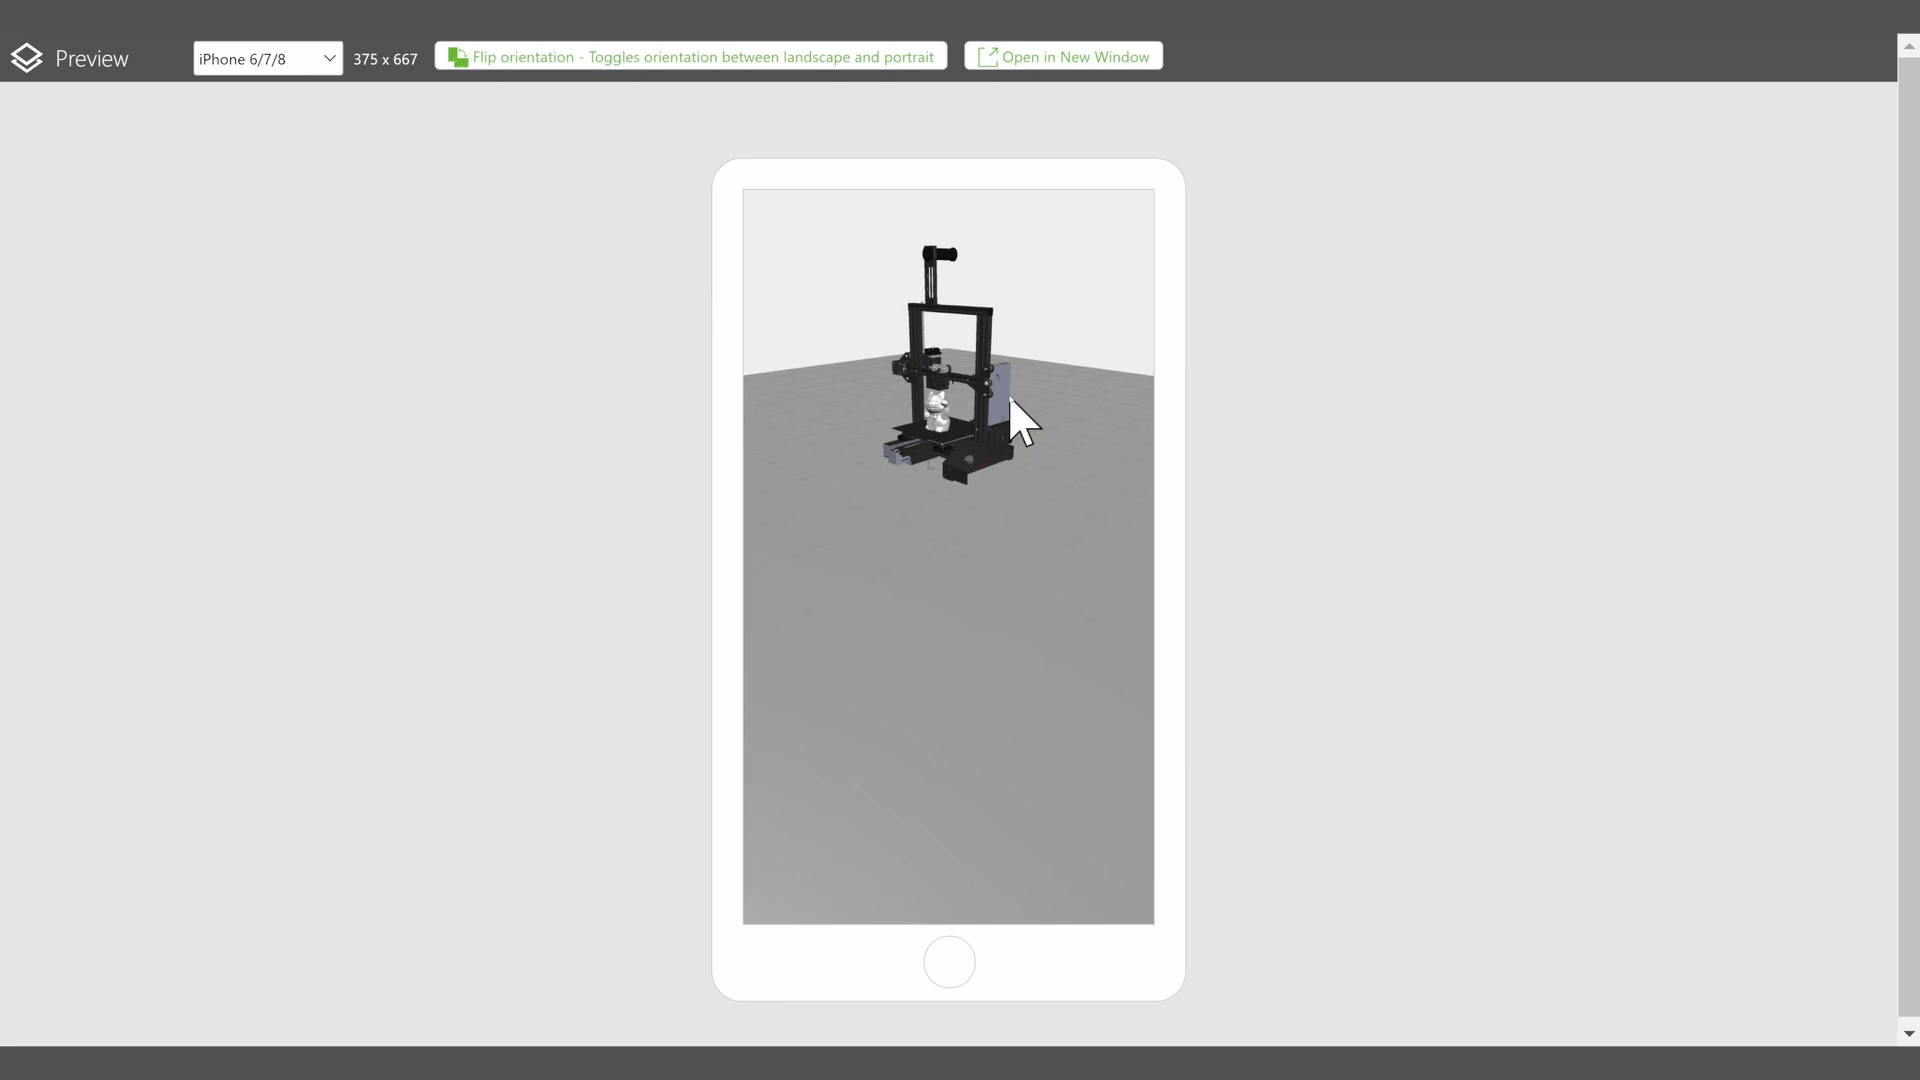 Preview
iPhone 6/7/8
375 x 667
Flip orientation - Toggles orientation between landscape and portrait
Open in New Window